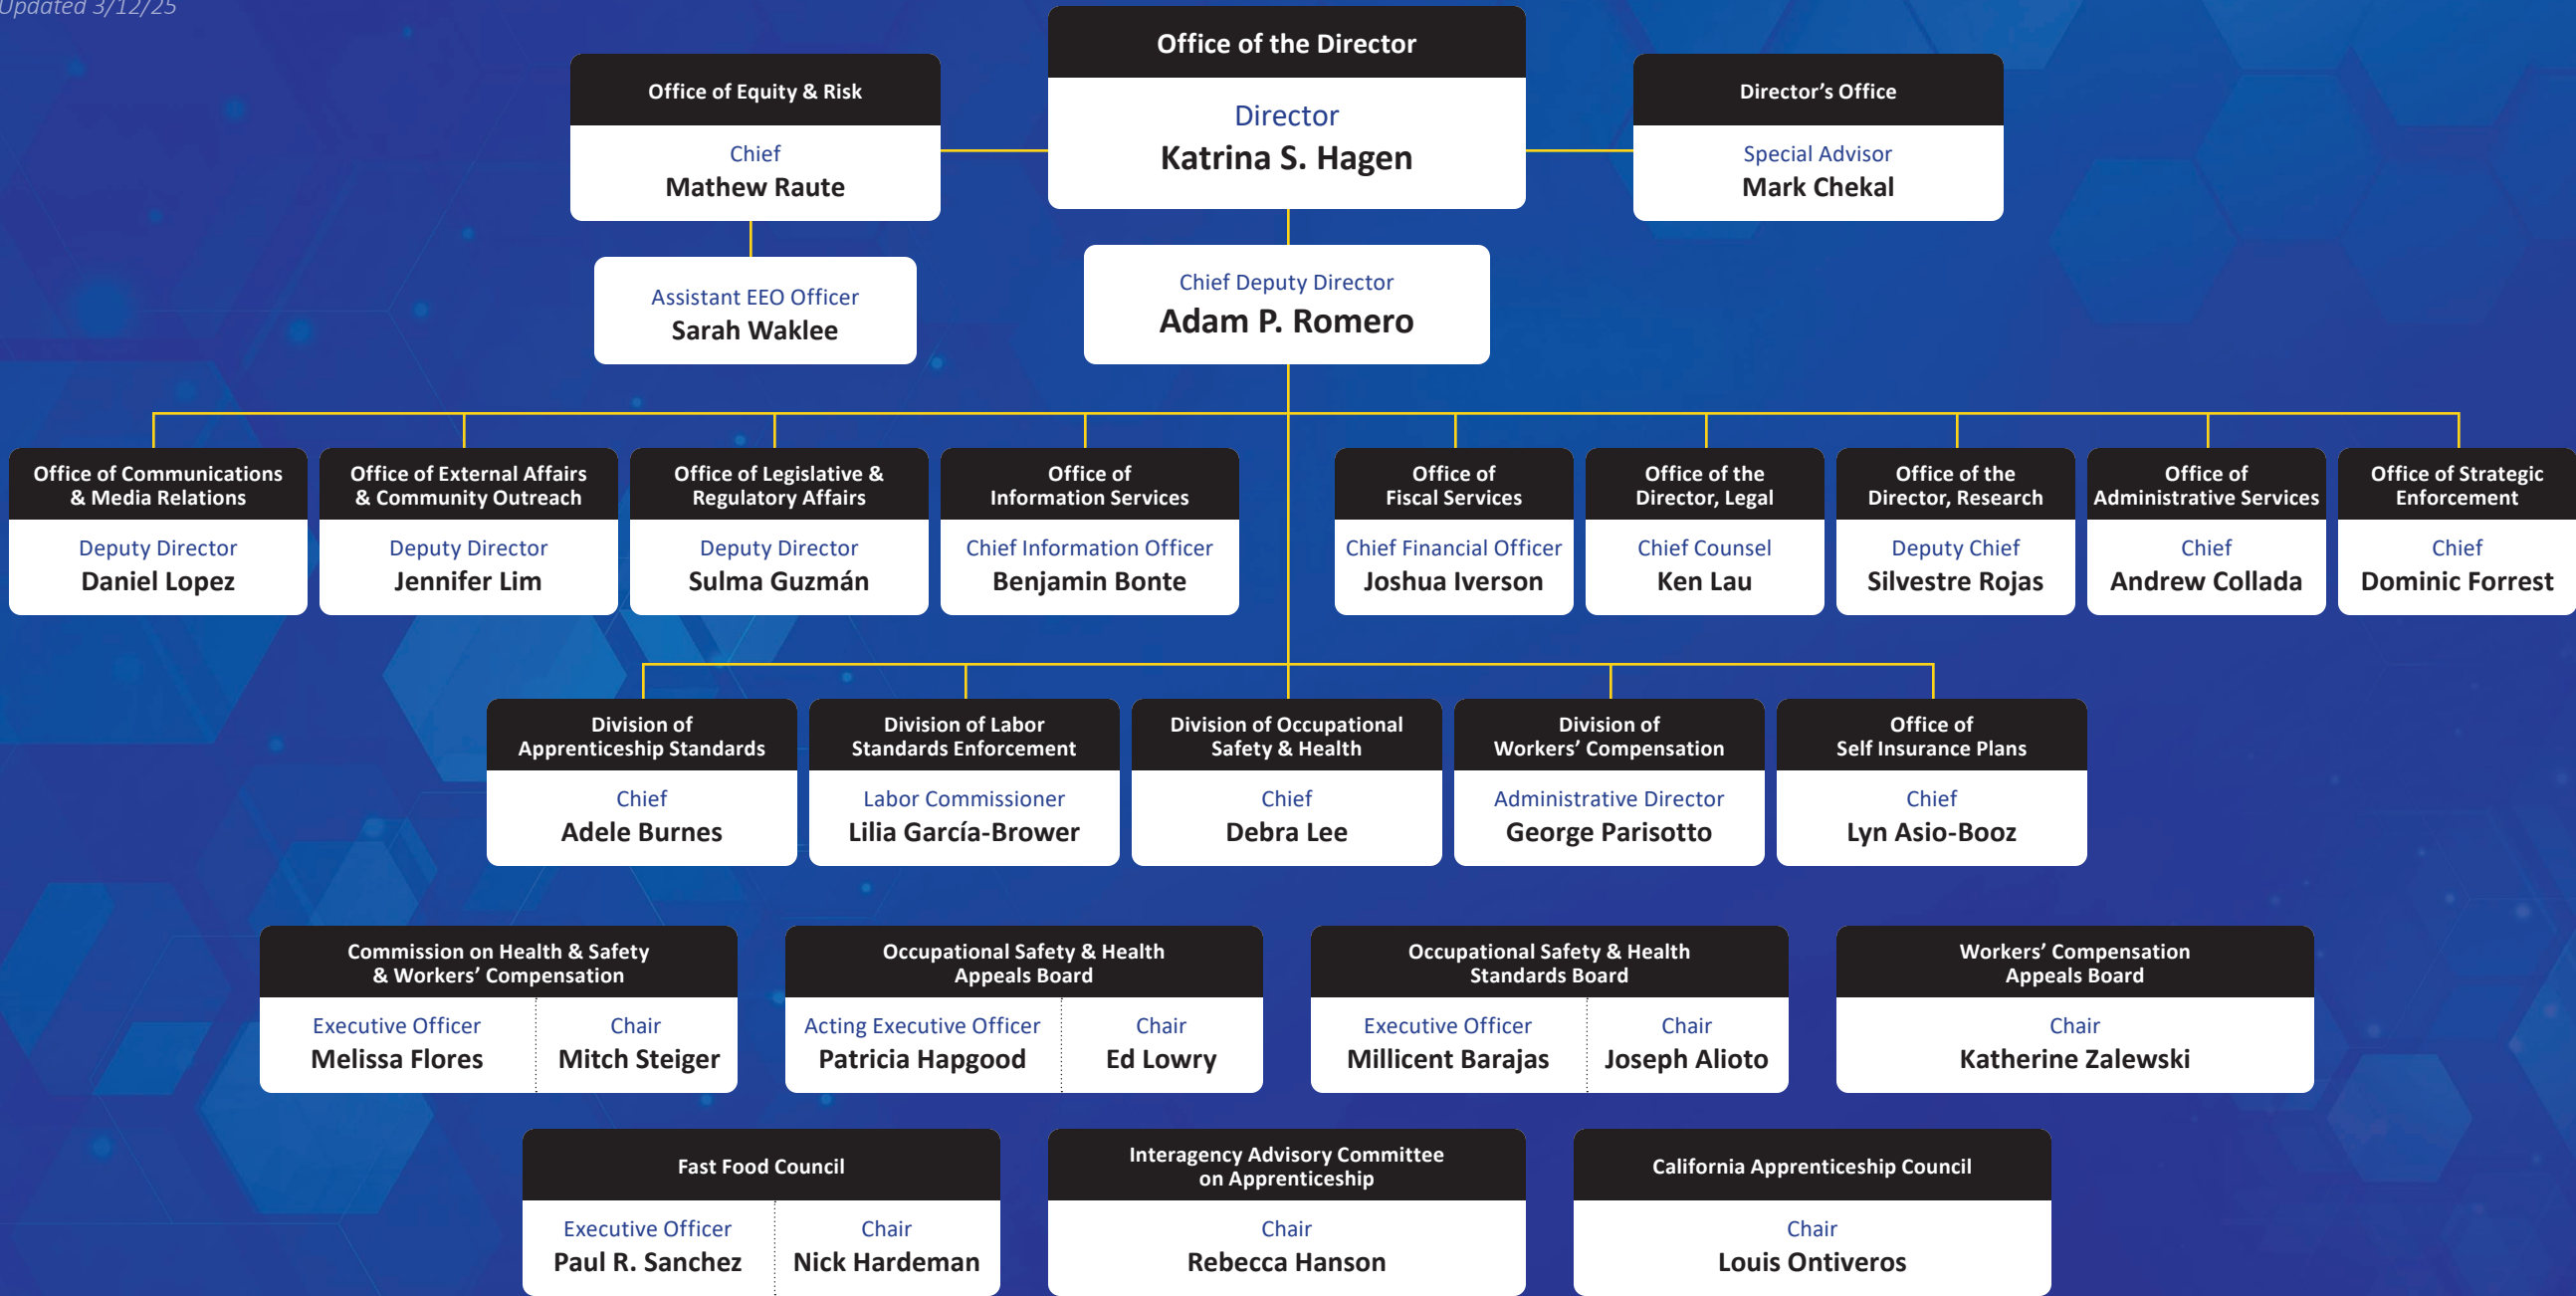 Updated 3/12/25
Office of the Director
Director
Katrina S. Hagen
Office of Equity & Risk
Chief
Mathew Raute
Director’s Office
Special Advisor
Mark Chekal
Assistant EEO Officer
Sarah Waklee
Chief Deputy Director
Adam P. Romero
Office of Communications
& Media Relations
Deputy Director
Daniel Lopez
Office of External Affairs
& Community Outreach
Deputy Director
Jennifer Lim
Office of Legislative &
Regulatory Affairs
Deputy Director
Sulma Guzmán
Office of
Information Services
Chief Information Officer
Benjamin Bonte
Office of
Fiscal Services
Chief Financial Officer
Joshua Iverson
Office of the
Director, Legal
Chief Counsel
Ken Lau
Office of the
Director, Research
Deputy Chief
Silvestre Rojas
Office of
Administrative Services
Chief
Andrew Collada
Office of Strategic
Enforcement
Chief
Dominic Forrest
Division of
Apprenticeship Standards
Chief
Adele Burnes
Division of Labor
Standards Enforcement
Labor Commissioner
Lilia García-Brower
Division of Occupational
Safety & Health
Chief
Debra Lee
Division of
Workers’ Compensation
Administrative Director
George Parisotto
Office of
Self Insurance Plans
Chief
Lyn Asio-Booz
Commission on Health & Safety
& Workers’ Compensation
Executive Officer
Melissa Flores
Chair
Mitch Steiger
Occupational Safety & Health
Appeals Board
Acting Executive Officer
Patricia Hapgood
Chair
Ed Lowry
Occupational Safety & Health
Standards Board
Executive Officer
Millicent Barajas
Chair
Joseph Alioto
Workers’ Compensation
Appeals Board
Chair
Katherine Zalewski
Fast Food Council
Executive Officer
Paul R. Sanchez
Chair
Nick Hardeman
Interagency Advisory Committee
on Apprenticeship
Chair
Rebecca Hanson
California Apprenticeship Council
Chair
Louis Ontiveros